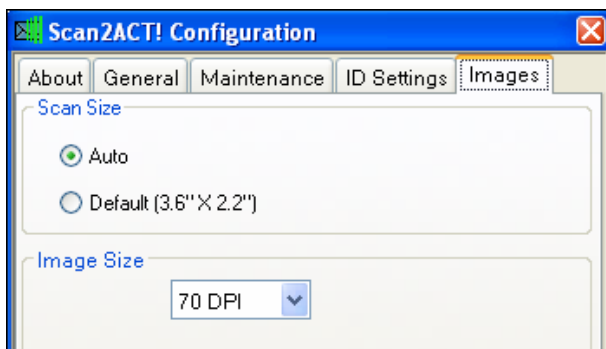 Scan2ACT! Configuration
About General Maintenance ID Settings Images
Scan Size
Auto
Default (3.6" X 2.2")
Image Size
70 DPI